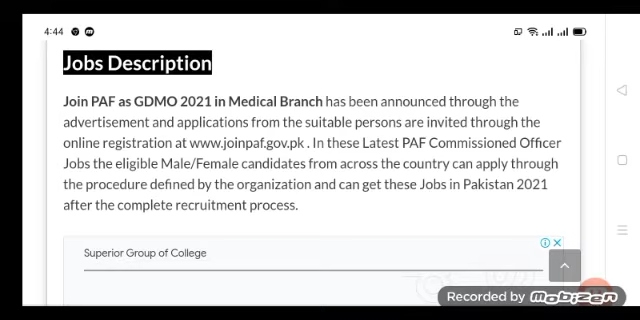 4:44
Jobs Description
Join PAF as GDMO 2021 in Medical Branch has been announced through the
advertisement and applications from the suitable persons are invited through the
online registration at www.joinpaf.gov.pk . In these Latest PAF Commissioned Officer
Jobs the eligible Male/Female candidates from across the country can apply through
the procedure defined by the organization and can get these Jobs in Pakistan 2021
after the complete recruitment process.
Superior Group of College
Recorded by Mobizen